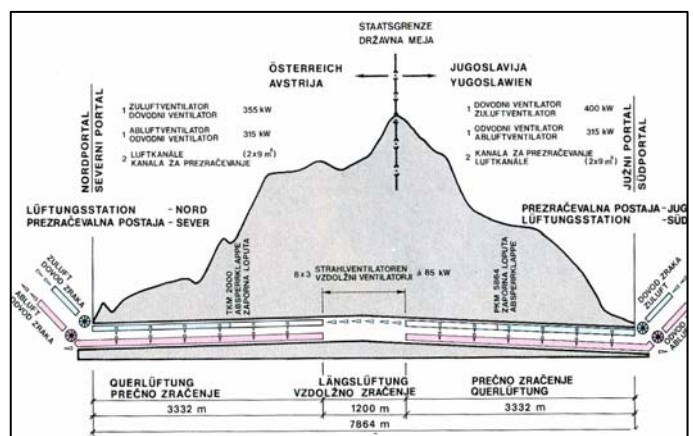 STAATSGRENZE
DRŽAVNA MEJA
ÖSTERREICH
AVSTRIJA
JUGOSLAVIJA
YUGOSLAWIEN
NORDPORTAL
SEVERNI PORTAL
1 ZULUFTVENTILATOR 355 kW
DOVODNI VENTILATOR
1 ABLUFTVENTILATOR 315 kW
ODVODNI VENTILATOR
2 LUFTKANÄLE (2x9 m²)
KANALA ZA PREZRAČEVANJE
1 DOVODNI VENTILATOR 400 kW
ZULUFTVENTILATOR
1 ODVODNI VENTILATOR 315 kW
ABLUFTVENTILATOR
2 KANALA ZA PREZRAČEVANJE
LUFTKANÄLE (2x9 m²)
JUŽNI PORTAL
SÜDPORTAL
LÜFTUNGSSTATION - NORD
PREZRAČEVALNA POSTAJA - SEVER
PREZRAČEVALNA POSTAJA - JUG
LÜFTUNGSSTATION - SÜD
ZULUFT
DOVOD ZRAKA
ABLUFT
ODVOD ZRAKA
TKM 2000
ABSPERRKLAPPE
ZAPORNA LOPUTA
8x3 STRAHLVENTILATOREN á 85 kW
VZDOLŽNI VENTILATORJI
PKM 5864
ZAPORNA LOPUTA
ABSPERRKLAPPE
DOVOD ZRAKA
ZULUFT
ODVOD
ABLU
QUERLÜFTUNG
PREČNO ZRAČENJE
LÄNGSLÜFTUNG
VZDOLŽNO ZRAČENJE
PREČNO ZRAČENJE
QUERLÜFTUNG
3332 m
1200 m
3332 m
7864 m